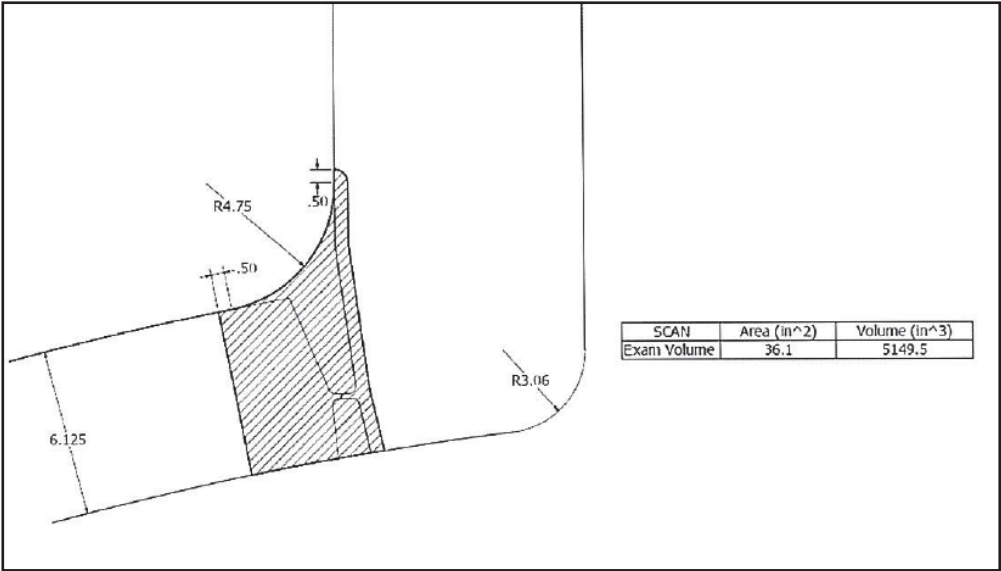 .50
R4.75
.50
R3.06
6.125
SCAN Area (in^2) Volume (in^3)
Exam Volume 36.1 5149.5